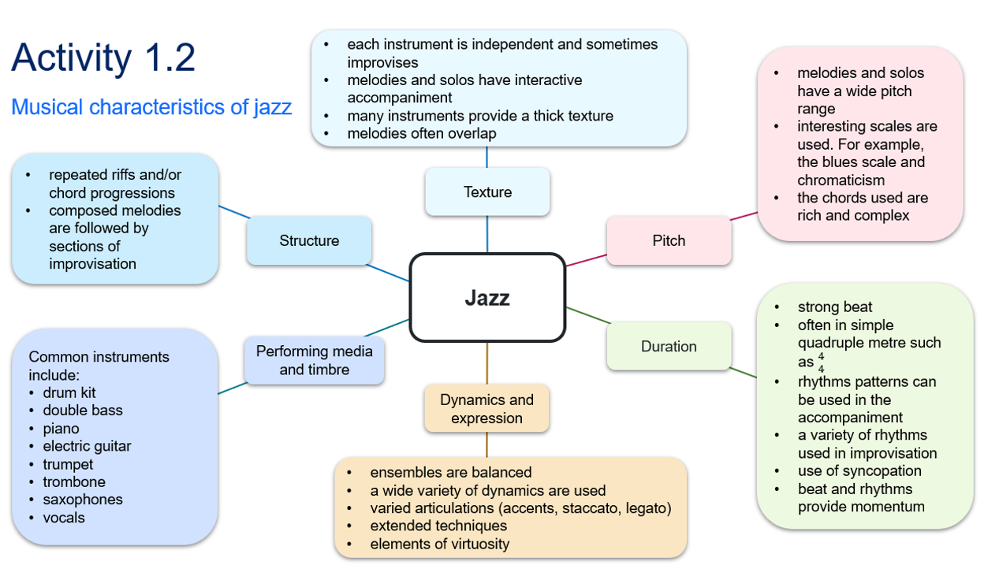 Activity 1.2
Musical characteristics of jazz
• each instrument is independent and sometimes
improvises
• melodies and solos have interactive
accompaniment
• many instruments provide a thick texture
• melodies often overlap
Texture
• melodies and solos
have a wide pitch
range
• interesting scales are
used. For example,
the blues scale and
chromaticism
• the chords used are
rich and complex
Pitch
• repeated riffs and/or
chord progressions
• composed melodies
are followed by
sections of
improvisation
Structure
Jazz
Duration
• strong beat
• often in simple
quadruple metre such
as 4
4
• rhythms patterns can
be used in the
accompaniment
• a variety of rhythms
used in improvisation
• use of syncopation
• beat and rhythms
provide momentum
Performing media
and timbre
Common instruments
include:
• drum kit
• double bass
• piano
• electric guitar
• trumpet
• trombone
• saxophones
• vocals
Dynamics and
expression
• ensembles are balanced
• a wide variety of dynamics are used
• varied articulations (accents, staccato, legato)
• extended techniques
• elements of virtuosity